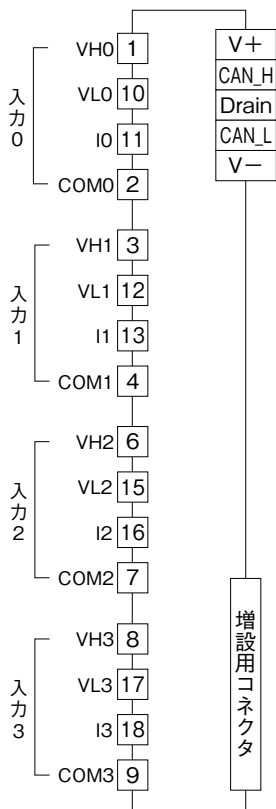 入力0
VH0 1
VL0 10
I0 11
COM0 2
入力1
VH1 3
VL1 12
I1 13
COM1 4
入力2
VH2 6
VL2 15
I2 16
COM2 7
入力3
VH3 8
VL3 17
I3 18
COM3 9
V+
CAN_H
Drain
CAN_L
V−
増設用コネクタ